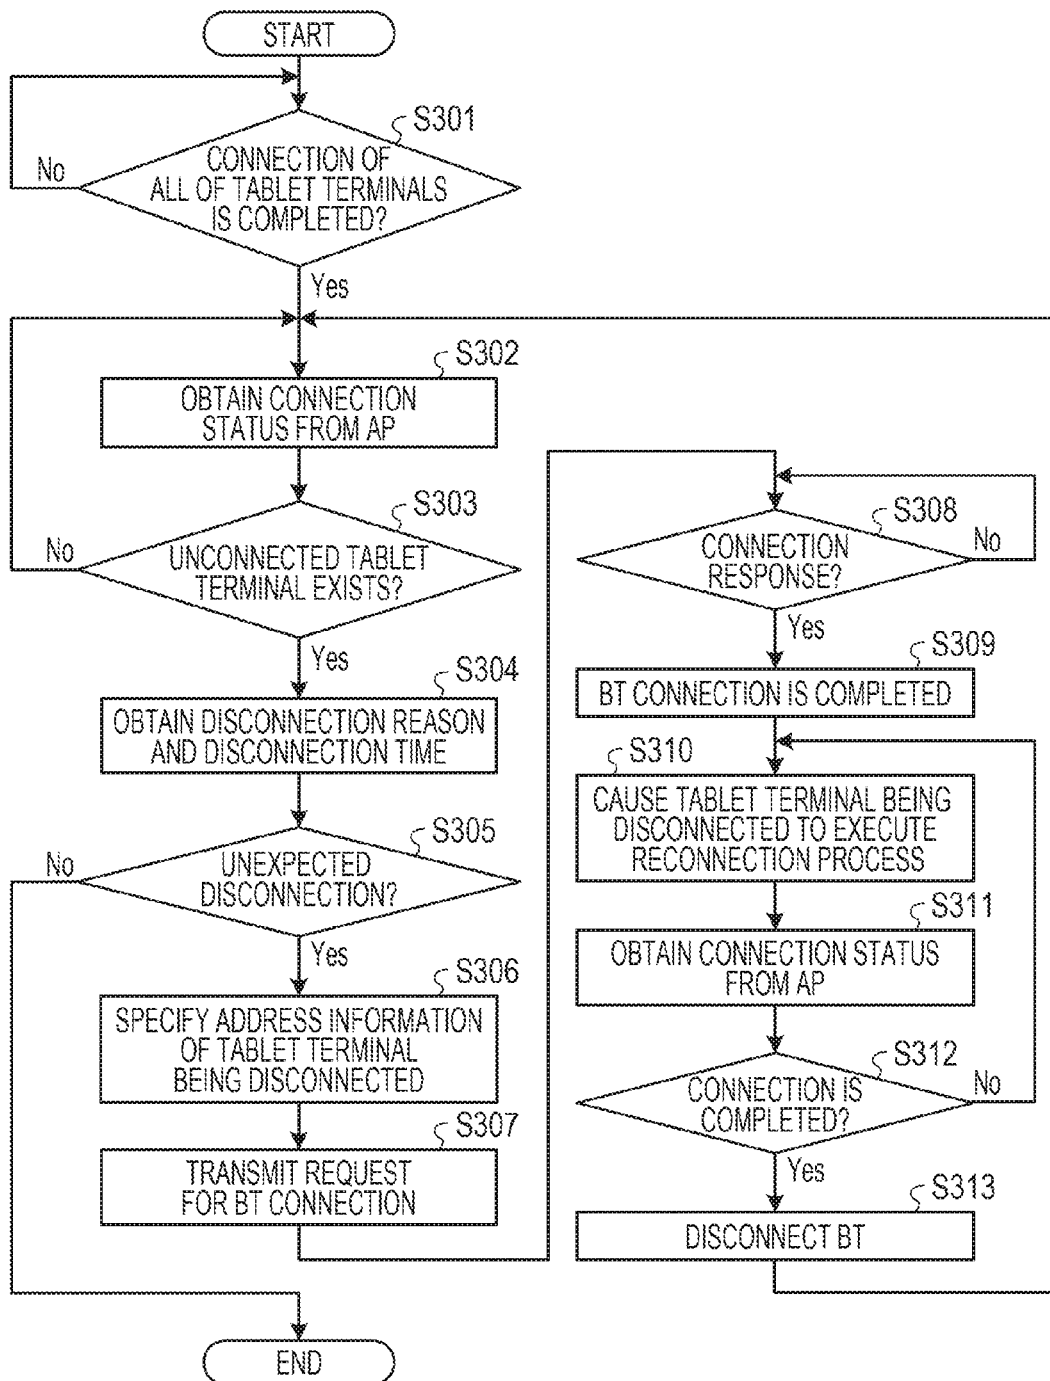 START
S301
CONNECTION OF
ALL OF TABLET TERMINALS
IS COMPLETED?
No
Yes
S302
OBTAIN CONNECTION
STATUS FROM AP
S303
UNCONNECTED TABLET
TERMINAL EXISTS?
No
Yes
S304
OBTAIN DISCONNECTION REASON
AND DISCONNECTION TIME
S305
UNEXPECTED
DISCONNECTION?
No
Yes
S306
SPECIFY ADDRESS INFORMATION
OF TABLET TERMINAL
BEING DISCONNECTED
S307
TRANSMIT REQUEST
FOR BT CONNECTION
S308
CONNECTION
RESPONSE?
No
Yes
S309
BT CONNECTION IS COMPLETED
S310
CAUSE TABLET TERMINAL BEING
DISCONNECTED TO EXECUTE
RECONNECTION PROCESS
S311
OBTAIN CONNECTION STATUS
FROM AP
S312
CONNECTION IS
COMPLETED?
No
Yes
S313
DISCONNECT BT
END